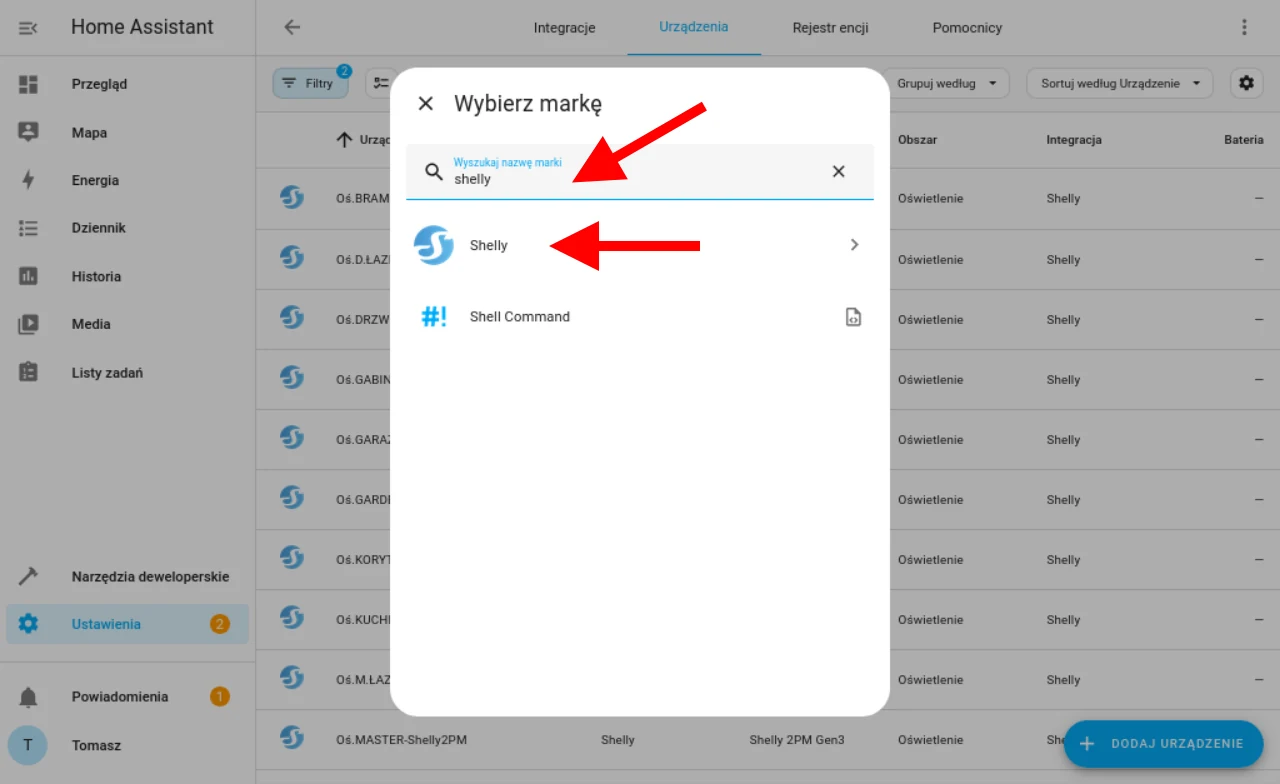 Home Assistant
Przegląd
Mapa
Energia
Dziennik
Historia
Media
Listy zadań
Narzędzia deweloperskie
Ustawienia 2
Powiadomienia 1
T Tomasz
Integacje Urządzenia Rejestr encji Pomocnicy
Filtry 2 Grupuj według Sortuj według Urządzenie
Obszar Integracja Bateria
Oświetlenie Shelly –
Oświetlenie Shelly –
Oświetlenie Shelly –
Oświetlenie Shelly –
Oświetlenie Shelly –
Oświetlenie Shelly –
Oświetlenie Shelly –
Oświetlenie Shelly –
Oświetlenie Shelly –
Oś.MASTER-Shelly2PM Shelly Shelly 2PM Gen3 Oświetlenie
DODAJ URZĄDZENIE
Wybierz markę
Wyszukaj nazwę marki
shelly
Shelly
#! Shell Command